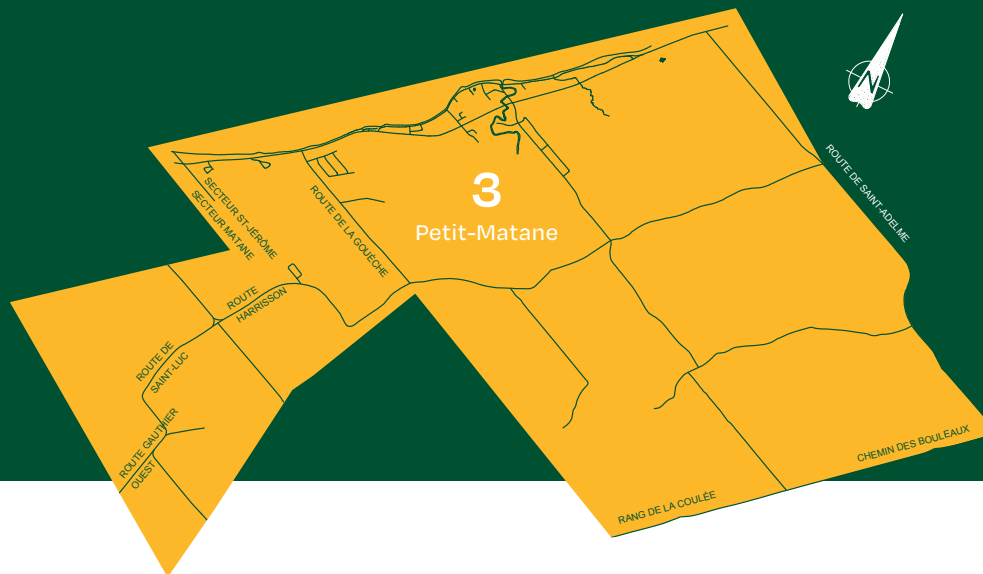 N
ROUTE DE SAINT-ADELME
SECTEUR ST-JÉRÔME
SECTEUR MATANE
ROUTE DE LA GOUÈCHE
3
Petit-Matane
ROUTE
HARRISSON
ROUTE DE
SAINT-LUC
ROUTE GAUTHIER
OUEST
CHEMIN DES BOULEAUX
RANG DE LA COULÉE